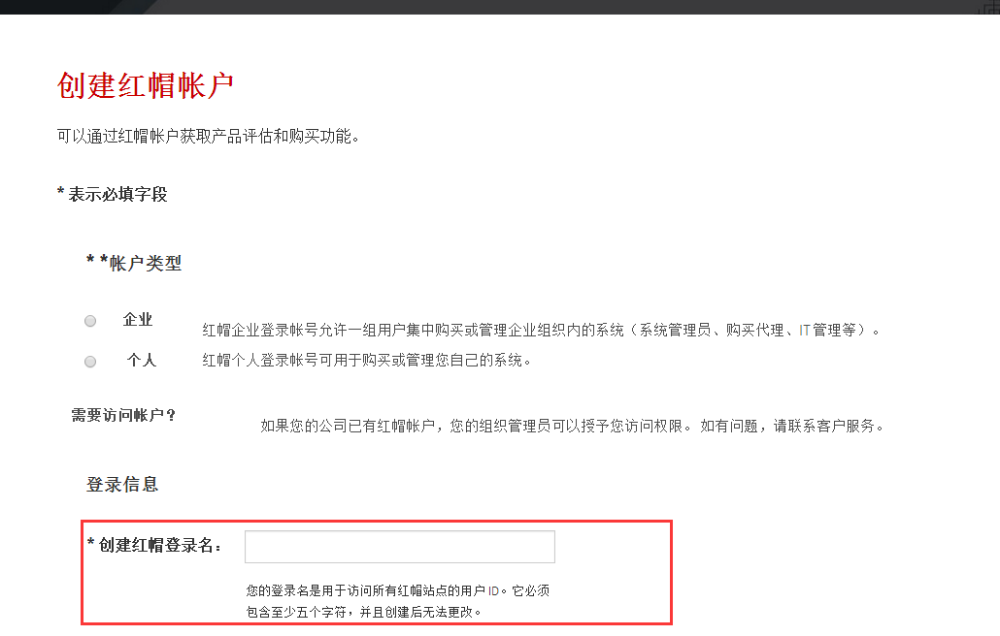 创建红帽帐户
可以通过红帽帐户获取产品评估和购买功能。
* 表示必填字段
* *帐户类型
企业
红帽企业登录帐号允许一组用户集中购买或管理企业组织内的系统（系统管理员、购买代理、IT管理等）。
个人
红帽个人登录帐号可用于购买或管理您自己的系统。
需要访问帐户？
如果您的公司已有红帽帐户，您的组织管理员可以授予您访问权限。 如有问题，请联系客户服务。
登录信息
* 创建红帽登录名：
您的登录名是用于访问所有红帽站点的用户 ID。它必须
包含至少五个字符，并且创建后无法更改。